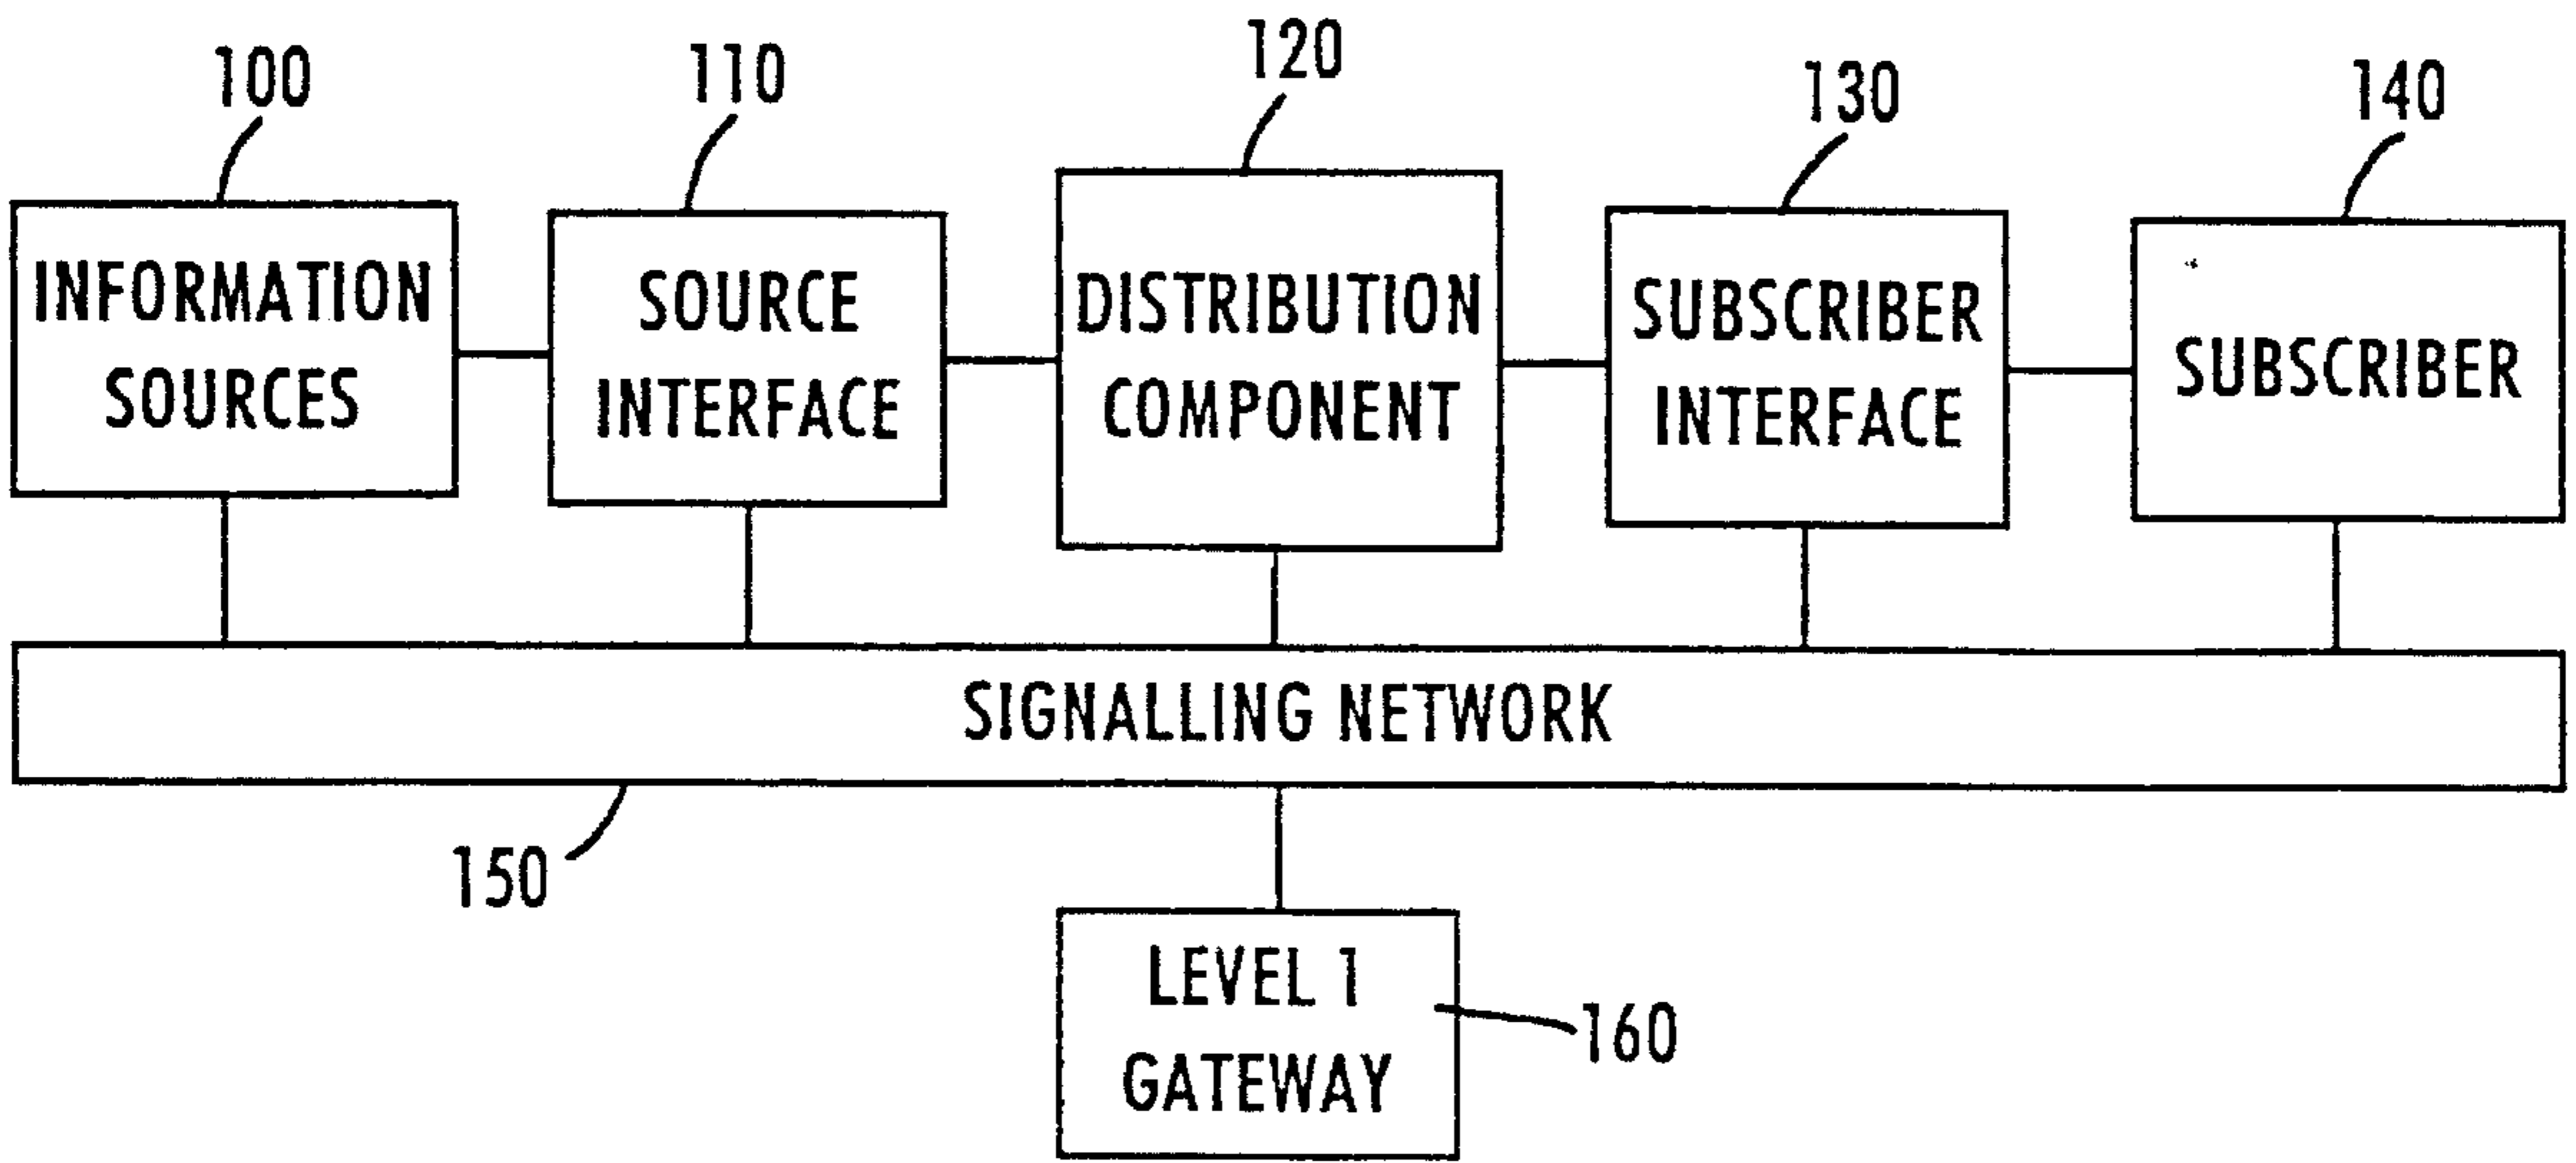 100
110
120
130
140
INFORMATION
SOURCES
SOURCE
INTERFACE
DISTRIBUTION
COMPONENT
SUBSCRIBER
INTERFACE
SUBSCRIBER
SIGNALLING NETWORK
150
LEVEL 1
GATEWAY
160